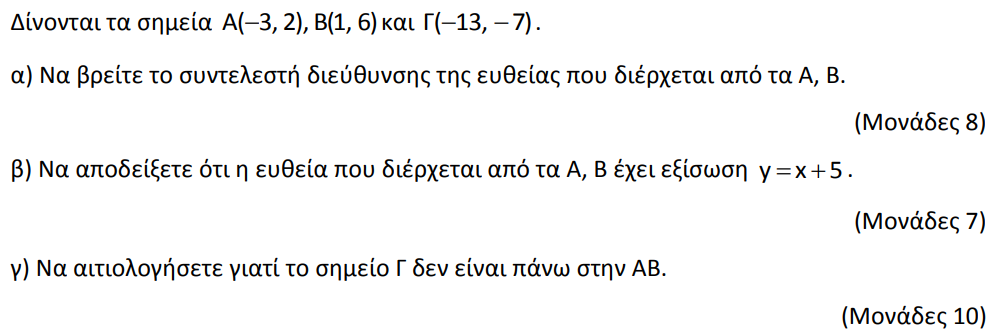 Δίνονται τα σημεία Α(−3, 2), Β(1, 6) και Γ(−13, − 7) .
α) Να βρείτε το συντελεστή διεύθυνσης της ευθείας που διέρχεται από τα Α, Β.
(Μονάδες 8)
β) Να αποδείξετε ότι η ευθεία που διέρχεται από τα Α, Β έχει εξίσωση y = x + 5 .
(Μονάδες 7)
γ) Να αιτιολογήσετε γιατί το σημείο Γ δεν είναι πάνω στην ΑΒ.
(Μονάδες 10)